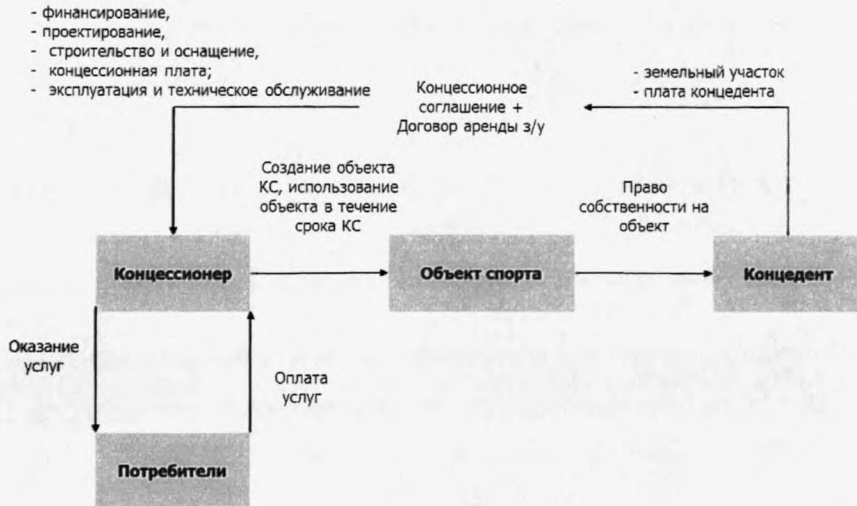 - финансирование,
- проектирование,
- строительство и оснащение,
- концессионная плата;
- эксплуатация и техническое обслуживание
Концессионное
соглашение +
Договор аренды з/у
- земельный участок
- плата концедента
Создание объекта
КС, использование
объекта в течение
срока КС
Право
собственности на
объект
Концессионер
Объект спорта
Концедент
Оказание
услуг
Оплата
услуг
Потребители